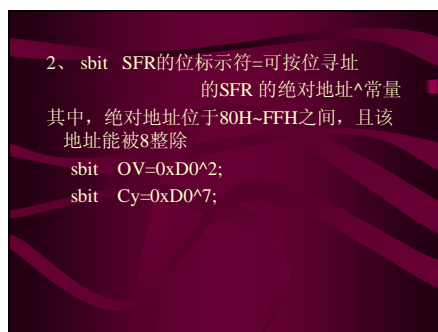 2、 sbit SFR的位标示符=可按位寻址
的SFR 的绝对地址^常量
其中，绝对地址位于80H~FFH之间，且该
地址能被8整除
sbit OV=0xD0^2;
sbit Cy=0xD0^7;